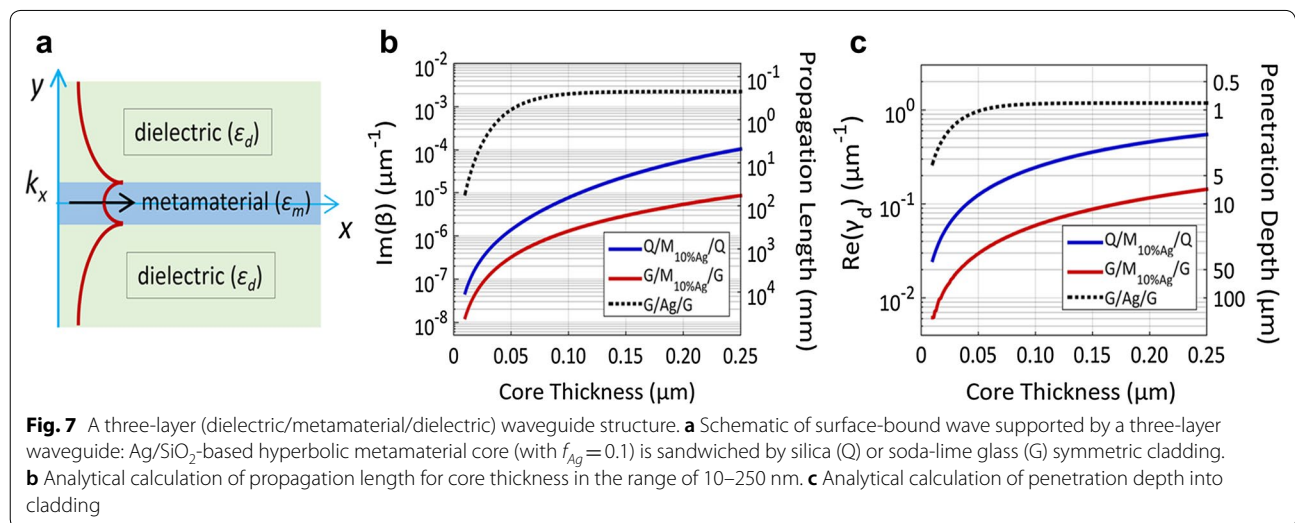 a
y
dielectric (εd)
kx
metamaterial (εm)
x
dielectric (εd)
b
Im(β) (μm⁻¹)
10⁻²
10⁻³
10⁻⁴
10⁻⁵
10⁻⁶
10⁻⁷
10⁻⁸
Q/M10%Ag/Q
G/M10%Ag/G
G/Ag/G
0 0.05 0.10 0.15 0.20 0.25
Core Thickness (μm)
10⁻¹
10⁰
10¹
10²
10³
10⁴
Propagation Length (mm)
c
Re(γd) (μm⁻¹)
10⁰
10⁻¹
10⁻²
Q/M10%Ag/Q
G/M10%Ag/G
G/Ag/G
0 0.05 0.10 0.15 0.20 0.25
Core Thickness (μm)
0.5
1
5
10
50
100
Penetration Depth (μm)
Fig. 7 A three-layer (dielectric/metamaterial/dielectric) waveguide structure. a Schematic of surface-bound wave supported by a three-layer
waveguide: Ag/SiO₂-based hyperbolic metamaterial core (with fAg = 0.1) is sandwiched by silica (Q) or soda-lime glass (G) symmetric cladding.
b Analytical calculation of propagation length for core thickness in the range of 10–250 nm. c Analytical calculation of penetration depth into
cladding